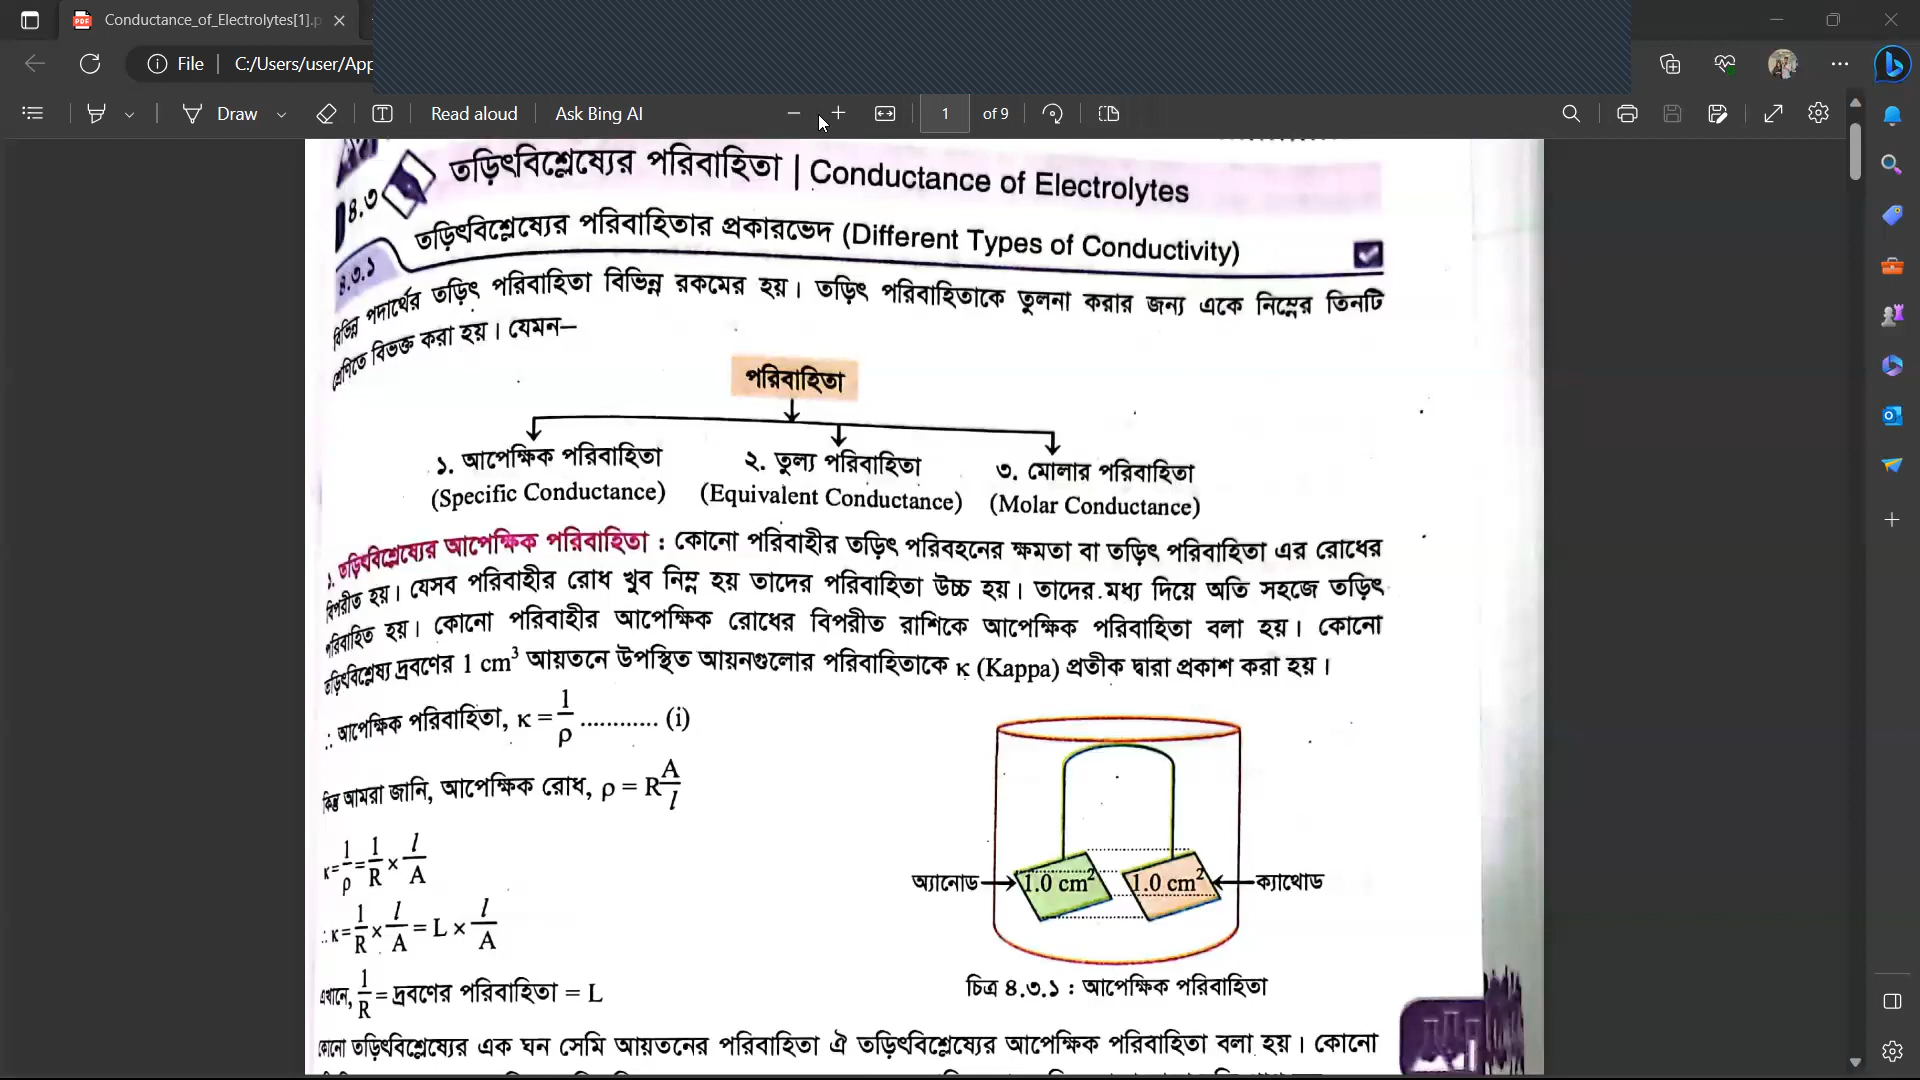 Conductance_of_Electrolytes[1].p
File
C:/Users/user/App
Draw
Read aloud
Ask Bing AI
1
of 9
৪.৩ তড়িৎবিশ্লেষ্যের পরিবাহিতা | Conductance of Electrolytes
৪.৩.১ তড়িৎবিশ্লেষ্যের পরিবাহিতার প্রকারভেদ (Different Types of Conductivity)
বিভিন্ন পদার্থের তড়িৎ পরিবাহিতা বিভিন্ন রকমের হয়। তড়িৎ পরিবাহিতাকে তুলনা করার জন্য একে নিম্নের তিনটি
শ্রেণিতে বিভক্ত করা হয়। যেমন–
পরিবাহিতা
১. আপেক্ষিক পরিবাহিতা
(Specific Conductance)
২. তুল্য পরিবাহিতা
(Equivalent Conductance)
৩. মোলার পরিবাহিতা
(Molar Conductance)
১. তড়িৎবিশ্লেষ্যের আপেক্ষিক পরিবাহিতা : কোনো পরিবাহীর তড়িৎ পরিবহনের ক্ষমতা বা তড়িৎ পরিবাহিতা এর রোধের
বিপরীত হয়। যেসব পরিবাহীর রোধ খুব নিম্ন হয় তাদের পরিবাহিতা উচ্চ হয়। তাদের মধ্য দিয়ে অতি সহজে তড়িৎ
পরিবাহিত হয়। কোনো পরিবাহীর আপেক্ষিক রোধের বিপরীত রাশিকে আপেক্ষিক পরিবাহিতা বলা হয়। কোনো
তড়িৎবিশ্লেষ্য দ্রবণের 1 cm³ আয়তনে উপস্থিত আয়নগুলোর পরিবাহিতাকে κ (Kappa) প্রতীক দ্বারা প্রকাশ করা হয়।
∴ আপেক্ষিক পরিবাহিতা, κ = 1/ρ ............ (i)
কিন্তু আমরা জানি, আপেক্ষিক রোধ, ρ = R A/l
κ = 1/ρ = 1/R × l/A
∴ κ = 1/R × l/A = L × l/A
এখানে, 1/R = দ্রবণের পরিবাহিতা = L
অ্যানোড
1.0 cm²
1.0 cm²
ক্যাথোড
চিত্র ৪.৩.১ : আপেক্ষিক পরিবাহিতা
কোনো তড়িৎবিশ্লেষ্যের এক ঘন সেমি আয়তনের পরিবাহিতা ঐ তড়িৎবিশ্লেষ্যের আপেক্ষিক পরিবাহিতা বলা হয়। কোনো